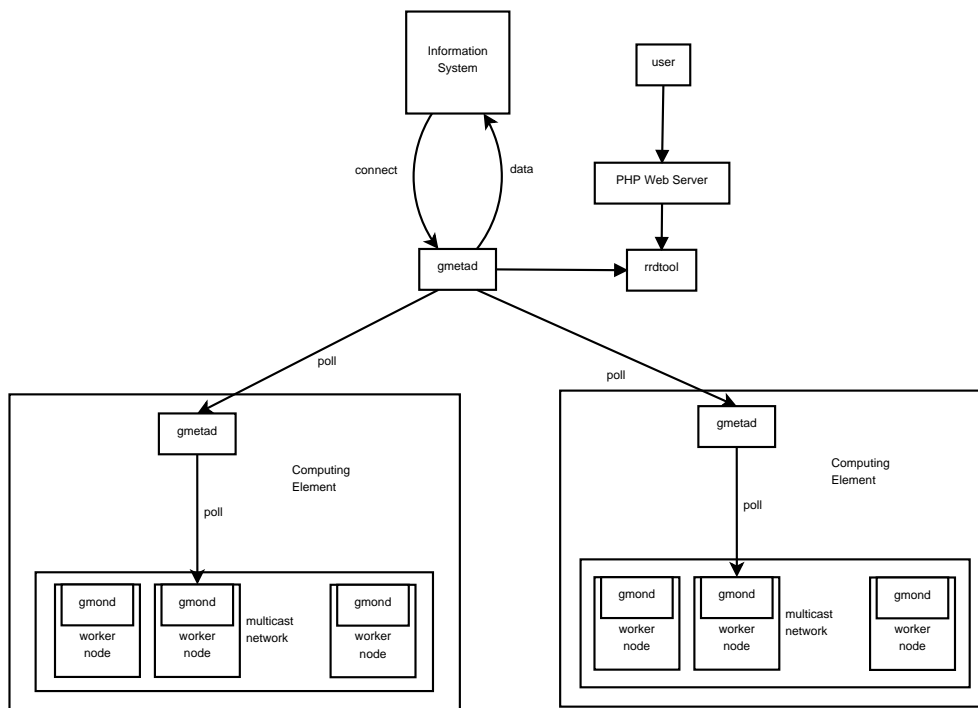 Information
System
user
connect
data
PHP Web Server
gmetad
rrdtool
poll
poll
gmetad
Computing
Element
poll
gmond
worker
node
gmond
worker
node
multicast
network
gmond
worker
node
gmetad
Computing
Element
poll
gmond
worker
node
gmond
worker
node
multicast
network
gmond
worker
node